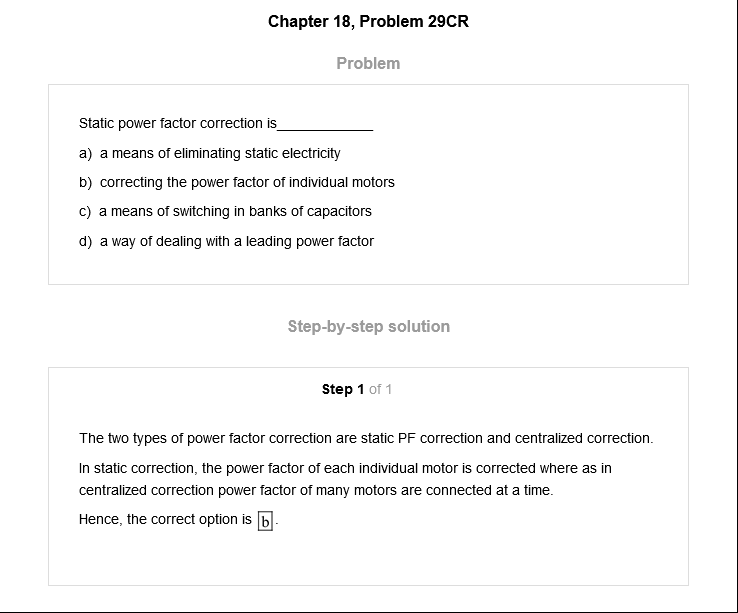 Chapter 18, Problem 29CR
Problem
Static power factor correction is_____________
a) a means of eliminating static electricity
b) correcting the power factor of individual motors
c) a means of switching in banks of capacitors
d) a way of dealing with a leading power factor
Step-by-step solution
Step 1 of 1
The two types of power factor correction are static PF correction and centralized correction.
In static correction, the power factor of each individual motor is corrected where as in
centralized correction power factor of many motors are connected at a time.
Hence, the correct option is b.